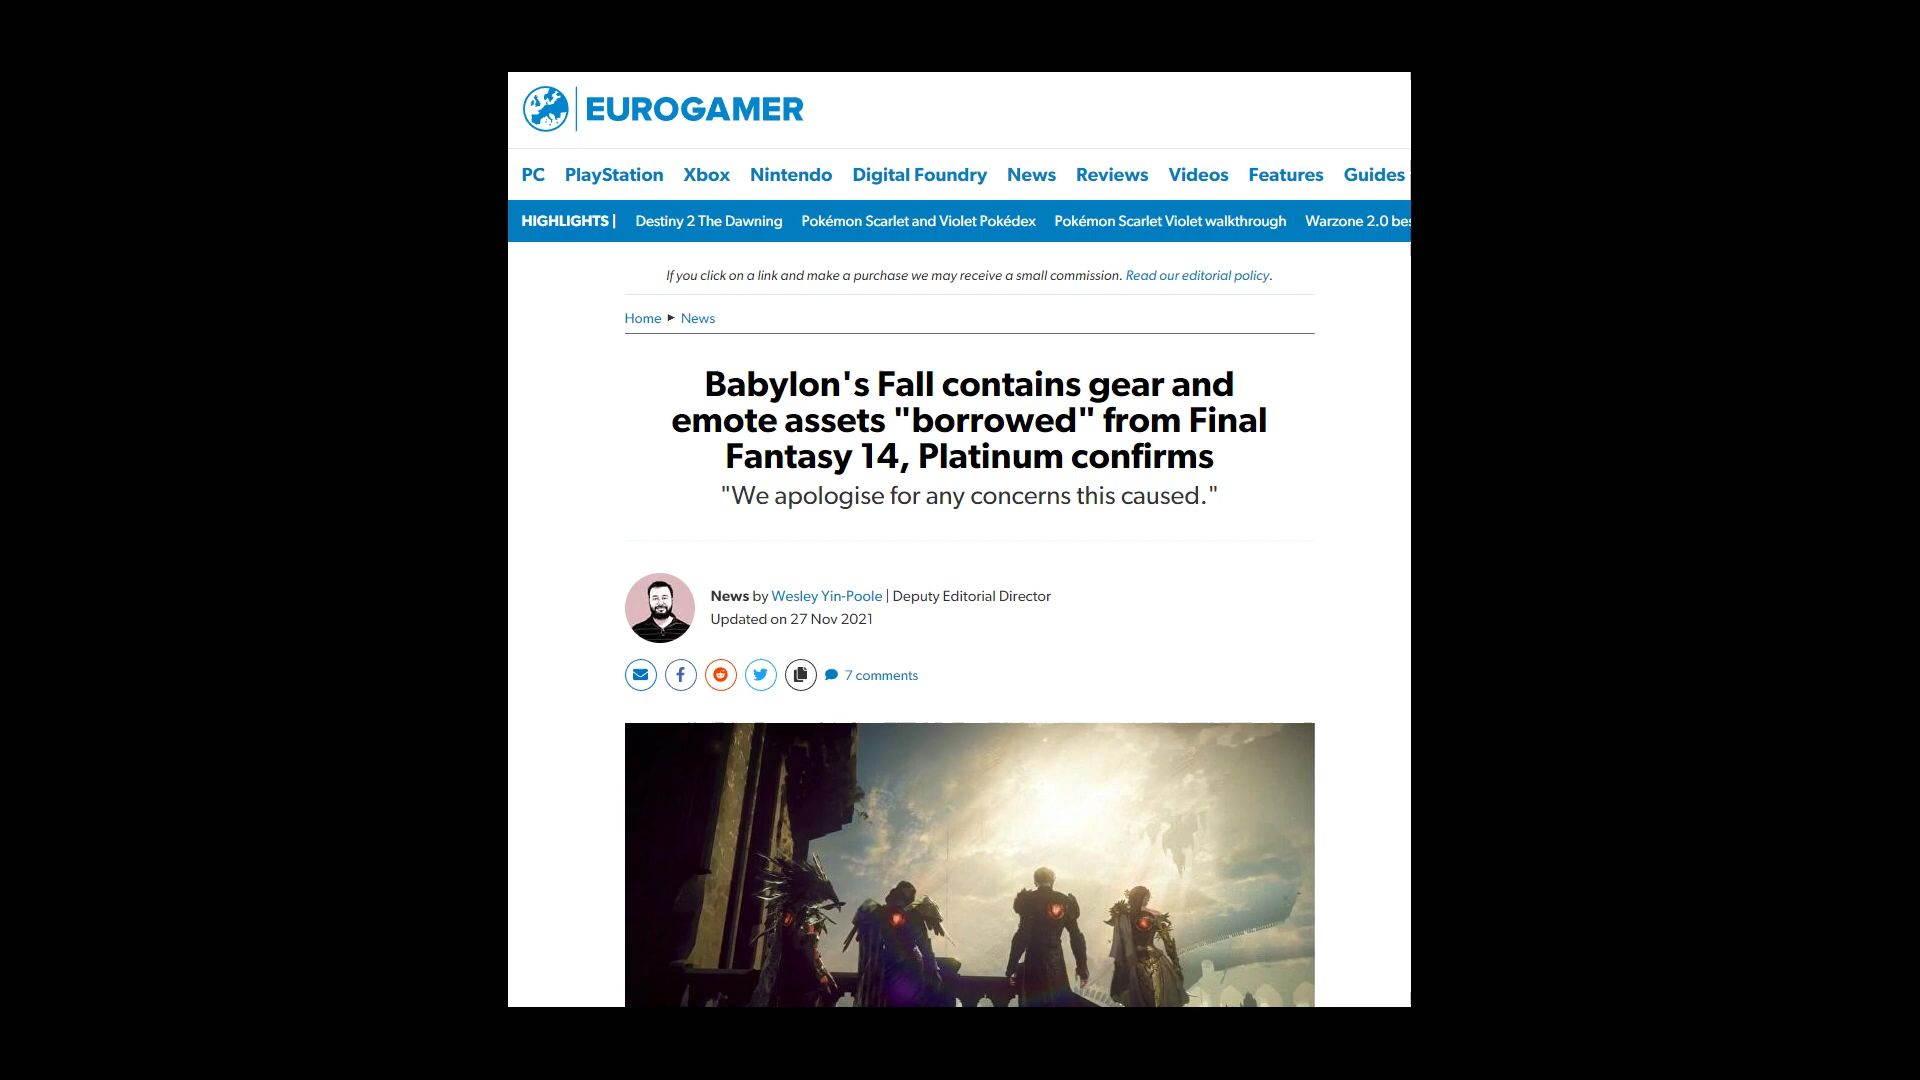 EUROGAMER
PC PlayStation Xbox Nintendo Digital Foundry News Reviews Videos Features Guides
HIGHLIGHTS | Destiny 2 The Dawning Pokémon Scarlet and Violet Pokédex Pokémon Scarlet Violet walkthrough Warzone 2.0 bes
If you click on a link and make a purchase we may receive a small commission. Read our editorial policy.
Home ► News
Babylon's Fall contains gear and
emote assets "borrowed" from Final
Fantasy 14, Platinum confirms
"We apologise for any concerns this caused."
News by Wesley Yin-Poole | Deputy Editorial Director
Updated on 27 Nov 2021
7 comments